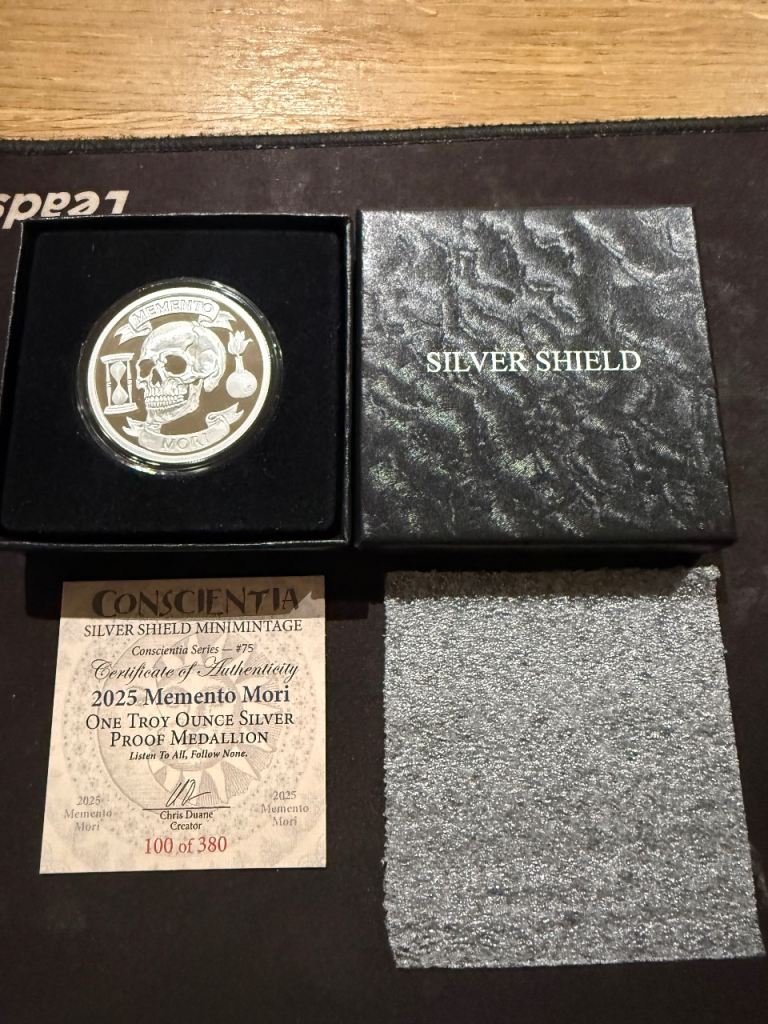 Leads
MEMENTO
MORI
SILVER SHIELD
CONSCIENTIA
SILVER SHIELD MINIMINTAGE
Conscientia Series — #75
Certificate of Authenticity
2025 Memento Mori
ONE TROY OUNCE SILVER
PROOF MEDALLION
Listen To All, Follow None.
2025
Memento
Mori
Chris Duane
Creator
2025
Memento
Mori
100 of 380